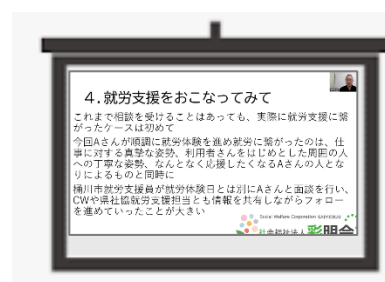 4.就労支援をおこなってみて
これまで相談を受けることはあっても、実際に就労支援に繋
がったケースは初めて
今回Aさんが順調に就労体験を進め就労に繋がったのは、仕
事に対する真摯な姿勢、利用者さんをはじめとした周囲の人
への丁寧な姿勢、なんとなく応援したくなるAさんの人とな
りによるものと同時に
桶川市就労支援員が就労体験日とは別にAさんと面談を行い、
CWや県社協就労支援担当とも情報を共有しながらフォロー
を進めていったことが大きい
Social Welfare Corporation SAIMEIKAI
社会福祉法人 彩明会